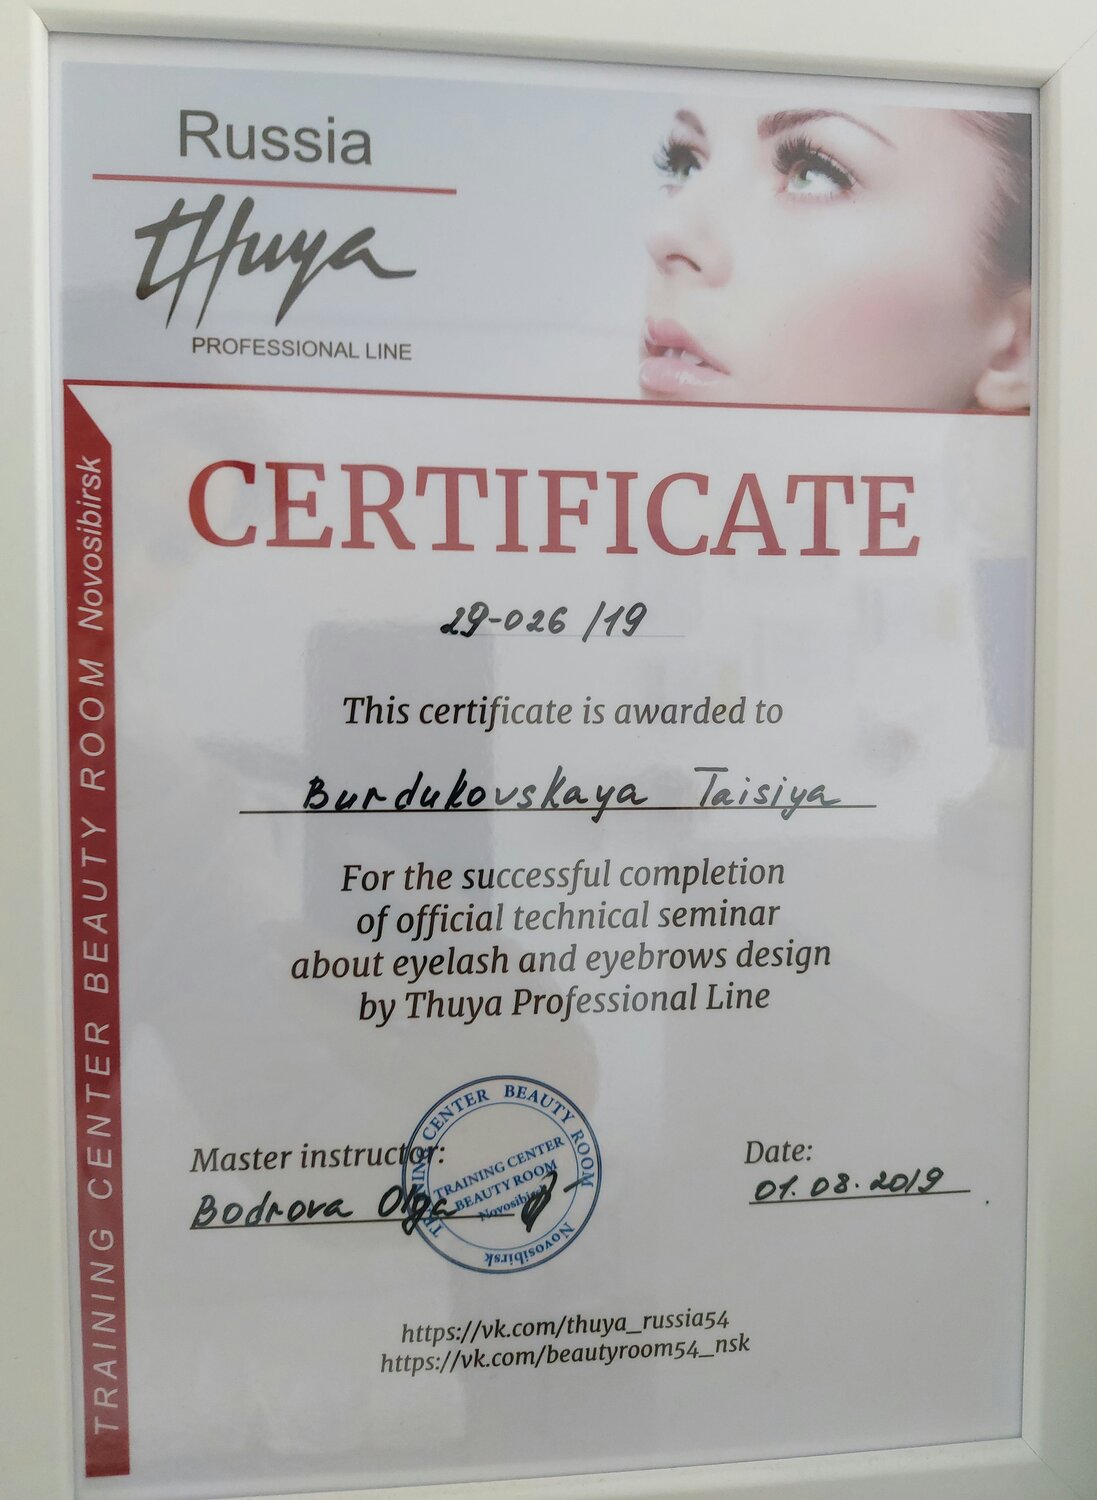 Russia
thuya
PROFESSIONAL LINE
TRAINING CENTER BEAUTY ROOM Novosibirsk
CERTIFICATE
29-026/19
This certificate is awarded to
Burdukovskaya Taisiya
For the successful completion
of official technical seminar
about eyelash and eyebrows design
by Thuya Professional Line
Master instructor:
Bodrova Olga
TRAINING CENTER BEAUTY ROOM
Novosibirsk
TRAINING CENTER
BEAUTY ROOM
Novosibirsk
Date:
01.08.2019
https://vk.com/thuya_russia54
https://vk.com/beautyroom54_nsk